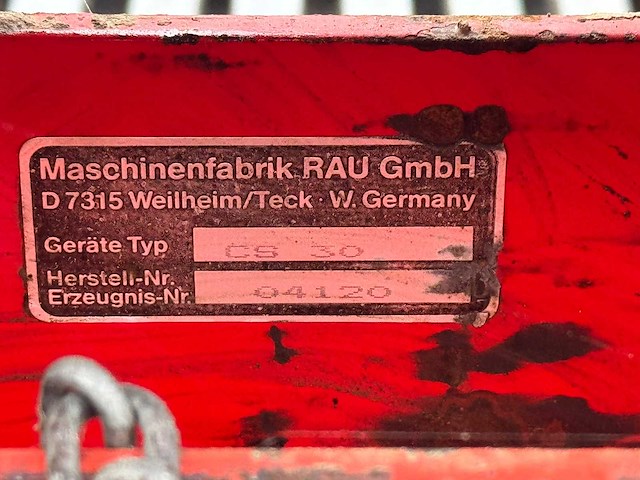 Maschinenfabrik RAU GmbH
D 7315 Weilheim/Teck · W. Germany
Geräte Typ CS 30
Herstell-Nr.
Erzeugnis-Nr. 04120